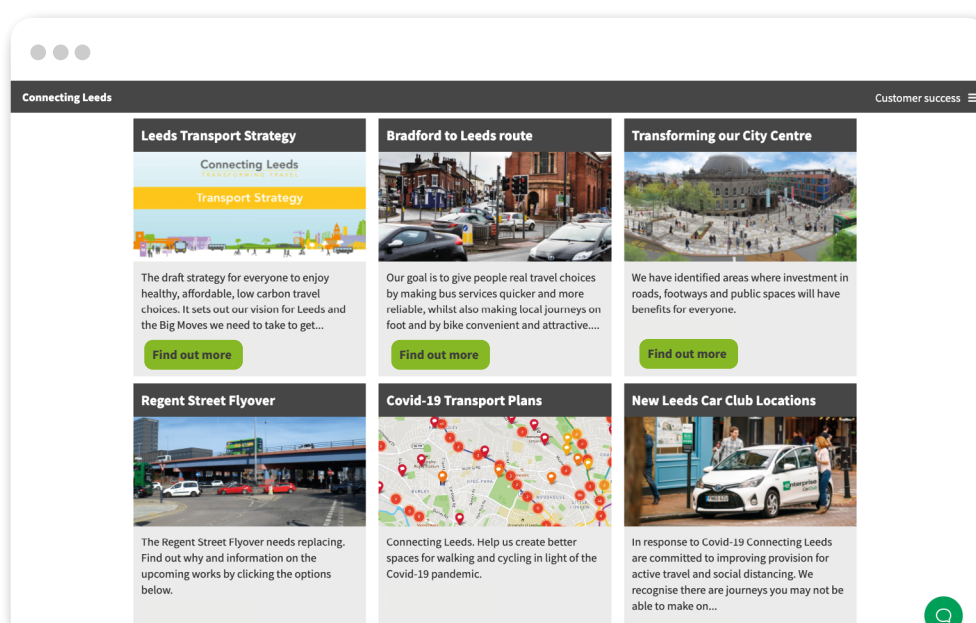 Connecting Leeds
Customer success
Leeds Transport Strategy
Connecting Leeds
TRANSFORMING TRAVEL
Transport Strategy
The draft strategy for everyone to enjoy
healthy, affordable, low carbon travel
choices. It sets out our vision for Leeds and
the Big Moves we need to take to get...
Find out more
Bradford to Leeds route
Our goal is to give people real travel choices
by making bus services quicker and more
reliable, whilst also making local journeys on
foot and by bike convenient and attractive....
Find out more
Transforming our City Centre
We have identified areas where investment in
roads, footways and public spaces will have
benefits for everyone.
Find out more
Regent Street Flyover
The Regent Street Flyover needs replacing.
Find out why and information on the
upcoming works by clicking the options
below.
Covid-19 Transport Plans
BURLEY
HYDE PARK
WOODHOUSE
Connecting Leeds. Help us create better
spaces for walking and cycling in light of the
Covid-19 pandemic.
New Leeds Car Club Locations
enterprise
In response to Covid-19 Connecting Leeds
are committed to improving provision for
active travel and social distancing. We
recognise there are journeys you may not be
able to make on...